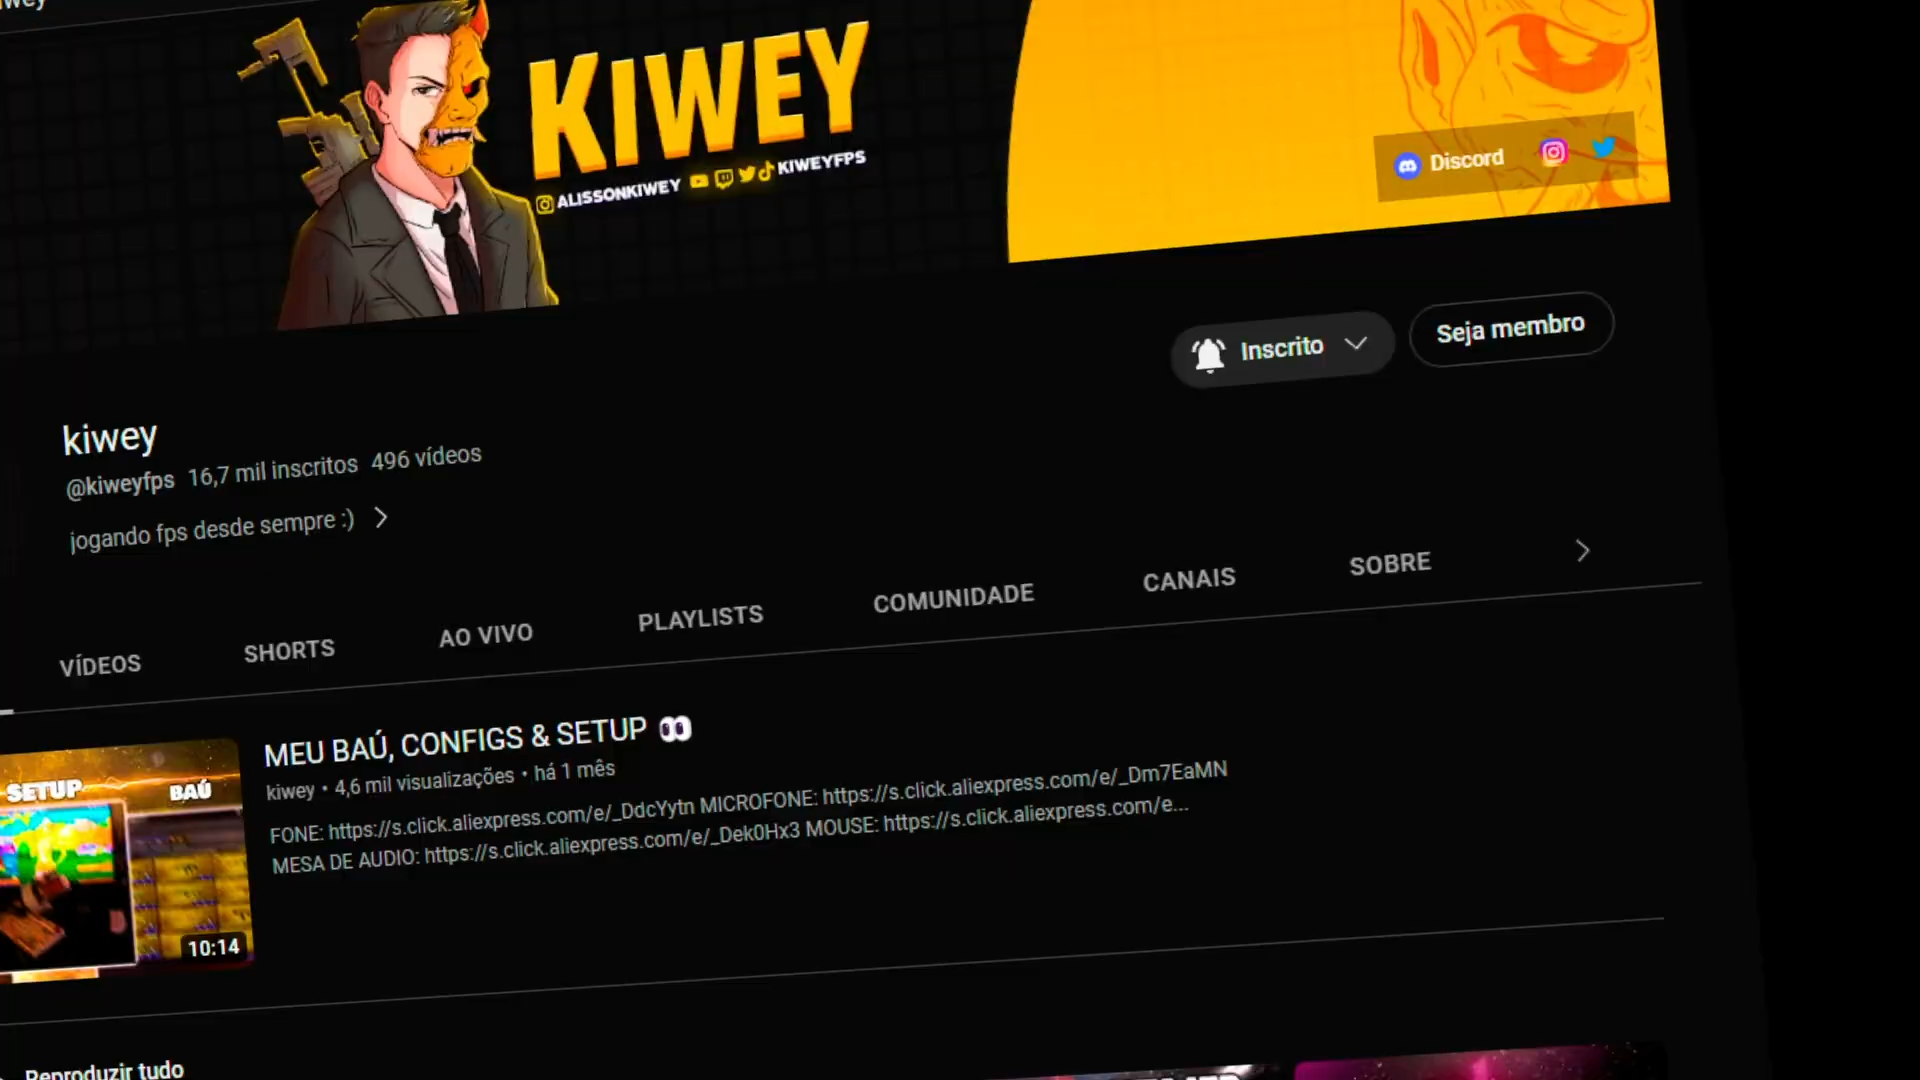 KIWEY
ALISSONKIWEY KIWEYFPS
Discord
Inscrito
Seja membro
kiwey
@kiweyfps 16,7 mil inscritos 496 vídeos
jogando fps desde sempre :)
VÍDEOS SHORTS AO VIVO PLAYLISTS COMUNIDADE CANAIS SOBRE
SETUP BAÚ
10:14
MEU BAÚ, CONFIGS & SETUP 👀
kiwey • 4,6 mil visualizações • há 1 mês
FONE: https://s.click.aliexpress.com/e/_DdcYytn MICROFONE: https://s.click.aliexpress.com/e/_Dm7EaMN
MESA DE AUDIO: https://s.click.aliexpress.com/e/_Dek0Hx3 MOUSE: https://s.click.aliexpress.com/e...
Reproduzir tudo